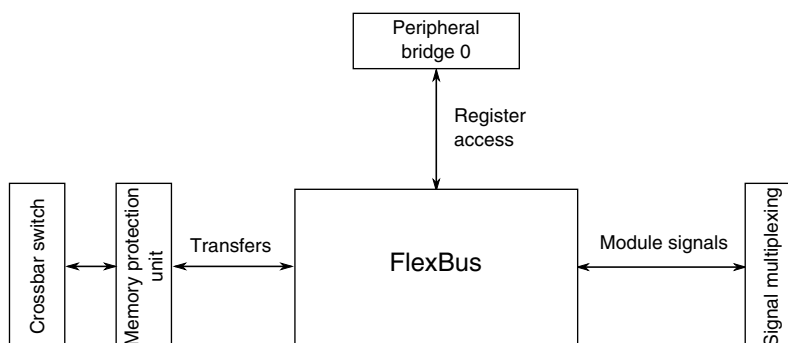 Peripheral
bridge 0
Register
access
Crossbar switch
Memory protection
unit
Transfers
FlexBus
Module signals
Signal multiplexing